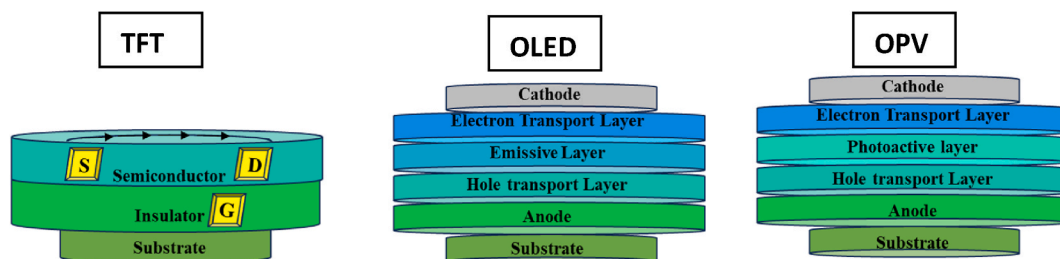 TFT
S
D
Semiconductor
Insulator
G
Substrate
OLED
Cathode
Electron Transport Layer
Emissive Layer
Hole transport Layer
Anode
Substrate
OPV
Cathode
Electron Transport Layer
Photoactive layer
Hole transport Layer
Anode
Substrate